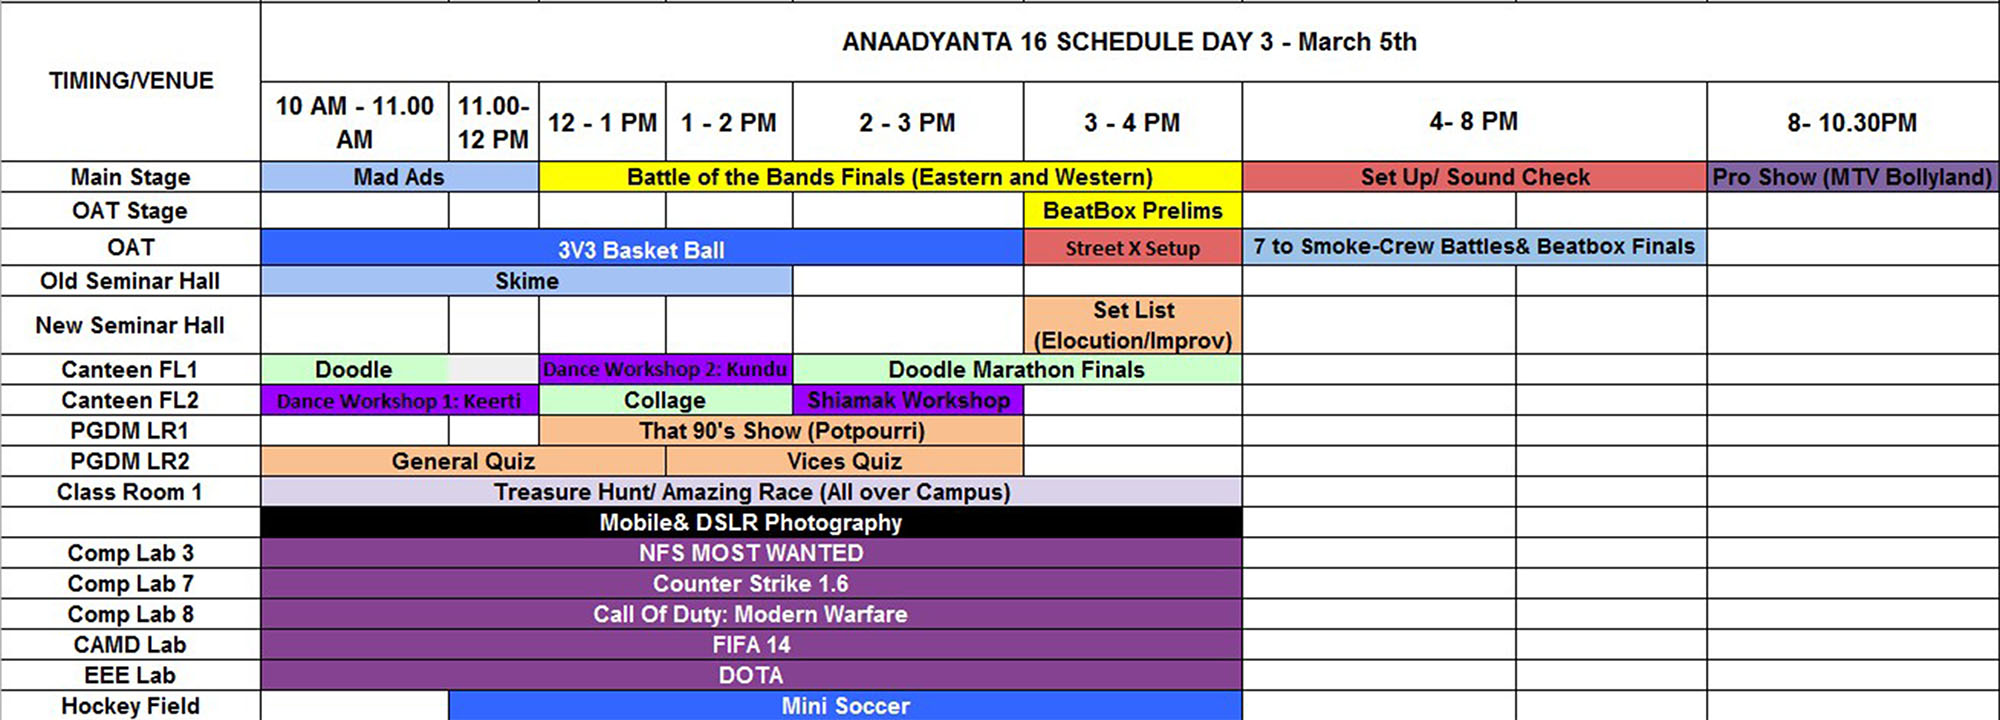 ANAADYANTA 16 SCHEDULE DAY 3 - March 5th
TIMING/VENUE
10 AM - 11.00 AM
11.00-12 PM
12 - 1 PM
1 - 2 PM
2 - 3 PM
3 - 4 PM
4- 8 PM
8- 10.30PM
Main Stage Mad Ads Battle of the Bands Finals (Eastern and Western) Set Up/ Sound Check Pro Show (MTV Bollyland)
OAT Stage BeatBox Prelims
OAT 3V3 Basket Ball Street X Setup 7 to Smoke-Crew Battles& Beatbox Finals
Old Seminar Hall Skime
New Seminar Hall Set List (Elocution/Improv)
Canteen FL1 Doodle Dance Workshop 2: Kundu Doodle Marathon Finals
Canteen FL2 Dance Workshop 1: Keerti Collage Shiamak Workshop
PGDM LR1 That 90's Show (Potpourri)
PGDM LR2 General Quiz Vices Quiz
Class Room 1 Treasure Hunt/ Amazing Race (All over Campus)
Mobile& DSLR Photography
Comp Lab 3 NFS MOST WANTED
Comp Lab 7 Counter Strike 1.6
Comp Lab 8 Call Of Duty: Modern Warfare
CAMD Lab FIFA 14
EEE Lab DOTA
Hockey Field Mini Soccer